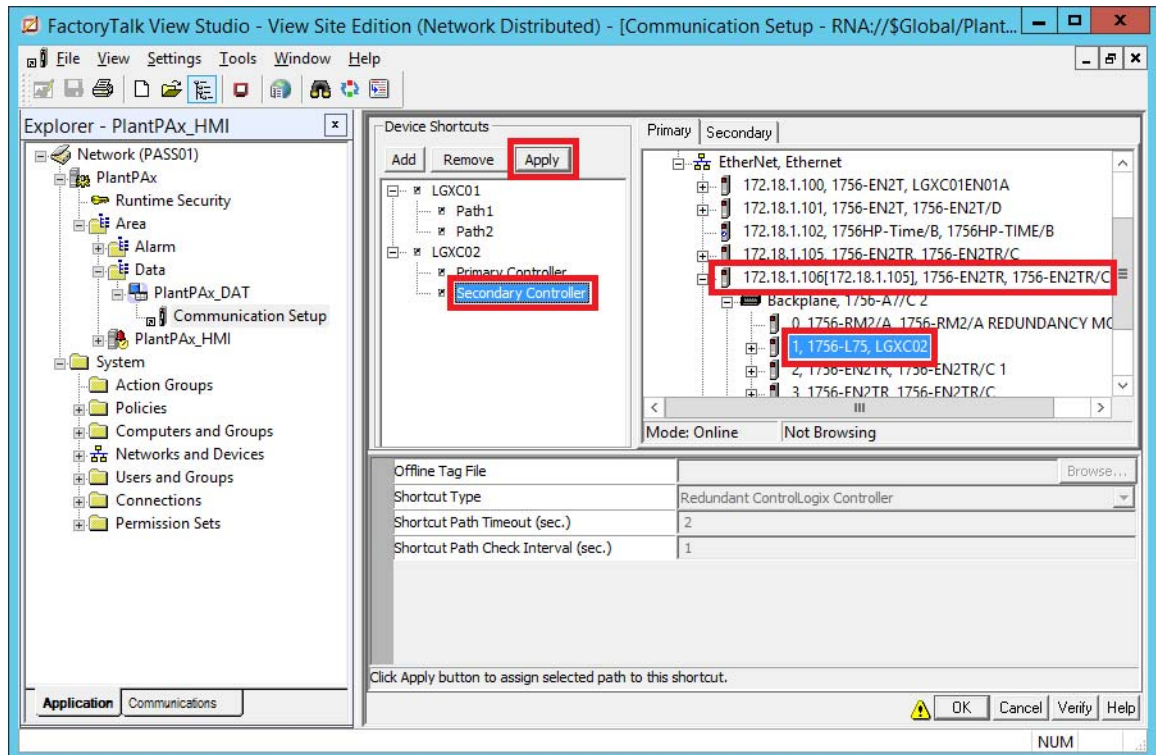 FactoryTalk View Studio - View Site Edition (Network Distributed) - [Communication Setup - RNA://$Global/Plant...
File View Settings Tools Window Help
Explorer - PlantPAx_HMI
Network (PASS01)
PlantPAx
Runtime Security
Area
Alarm
Data
PlantPAx_DAT
Communication Setup
PlantPAx_HMI
System
Action Groups
Policies
Computers and Groups
Networks and Devices
Users and Groups
Connections
Permission Sets
Application Communications
Device Shortcuts
Add Remove Apply
LGXC01
Path1
Path2
LGXC02
Primary Controller
Secondary Controller
Primary Secondary
EtherNet, Ethernet
172.18.1.100, 1756-EN2T, LGXC01EN01A
172.18.1.101, 1756-EN2T, 1756-EN2T/D
172.18.1.102, 1756HP-Time/B, 1756HP-TIME/B
172.18.1.105, 1756-EN2TR, 1756-EN2TR/C
172.18.1.106[172.18.1.105], 1756-EN2TR, 1756-EN2TR/C
Backplane, 1756-A7/C 2
0, 1756-RM2/A, 1756-RM2/A REDUNDANCY MO
1, 1756-L75, LGXC02
2, 1756-EN2TR, 1756-EN2TR/C 1
3, 1756-EN2TR, 1756-EN2TR/C
Mode: Online Not Browsing
Offline Tag File Browse...
Shortcut Type Redundant ControlLogix Controller
Shortcut Path Timeout (sec.) 2
Shortcut Path Check Interval (sec.) 1
Click Apply button to assign selected path to this shortcut.
OK Cancel Verify Help
NUM